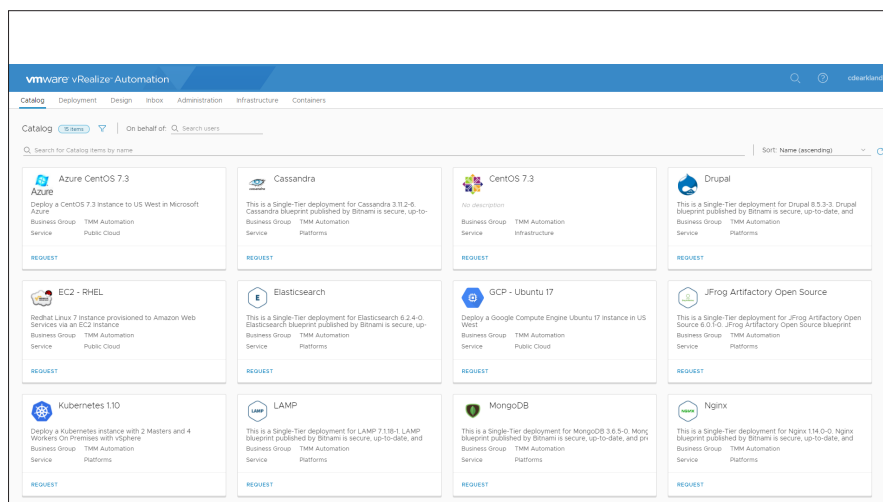 vmware vRealize Automation
cdearkland
Catalog Deployment Design Inbox Administration Infrastructure Containers
Catalog 15 items On behalf of: Search users
Search for Catalog items by name
Sort: Name (ascending)
Azure CentOS 7.3
Azure
Deploy a CentOS 7.3 Instance to US West in Microsoft
Azure
Business Group TMM Automation
Service Public Cloud
REQUEST
Cassandra
This is a Single-Tier deployment for Cassandra 3.11.2-6.
Cassandra blueprint published by Bitnami is secure, up-to-
Business Group TMM Automation
Service Platforms
REQUEST
CentOS 7.3
No description
Business Group TMM Automation
Service Infrastructure
REQUEST
Drupal
This is a Single-Tier deployment for Drupal 8.5.3-3. Drupal
blueprint published by Bitnami is secure, up-to-date, and
Business Group TMM Automation
Service Platforms
REQUEST
EC2 - RHEL
Redhat Linux 7 Instance provisioned to Amazon Web
Services via an EC2 Instance
Business Group TMM Automation
Service Public Cloud
REQUEST
E
Elasticsearch
This is a Single-Tier deployment for Elasticsearch 6.2.4-0.
Elasticsearch blueprint published by Bitnami is secure, up-
Business Group TMM Automation
Service Platforms
REQUEST
GCP - Ubuntu 17
Deploy a Google Compute Engine Ubuntu 17 Instance in US
West
Business Group TMM Automation
Service Public Cloud
REQUEST
JFrog Artifactory Open Source
This is a Single-Tier deployment for JFrog Artifactory Open
Source 6.0.1-0. JFrog Artifactory Open Source blueprint
Business Group TMM Automation
Service Platforms
REQUEST
Kubernetes 1.10
Deploy a Kubernetes instance with 2 Masters and 4
Workers On Premises with vSphere
Business Group TMM Automation
Service Platforms
REQUEST
LAMP
LAMP
This is a Single-Tier deployment for LAMP 7.1.18-1. LAMP
blueprint published by Bitnami is secure, up-to-date, and
Business Group TMM Automation
Service Platforms
REQUEST
MongoDB
This is a Single-Tier deployment for MongoDB 3.6.5-0. Mong
blueprint published by Bitnami is secure, up-to-date, and pro
Business Group TMM Automation
Service Platforms
REQUEST
Nginx
This is a Single-Tier deployment for Nginx 1.14.0-0. Nginx
blueprint published by Bitnami is secure, up-to-date, and
Business Group TMM Automation
Service Platforms
REQUEST